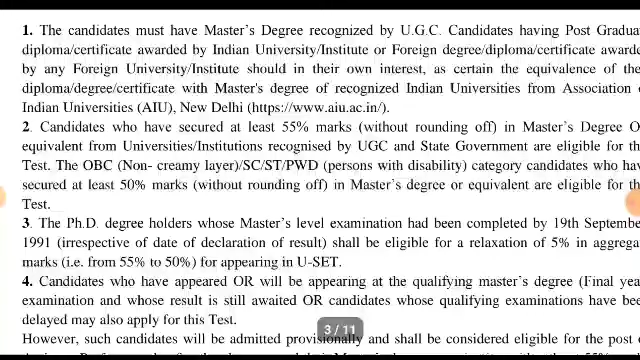 1. The candidates must have Master's Degree recognized by U.G.C. Candidates having Post Gradua
diploma/certificate awarded by Indian University/Institute or Foreign degree/diploma/certificate awarde
by any Foreign University/Institute should in their own interest, as certain the equivalence of the
diploma/degree/certificate with Master's degree of recognized Indian Universities from Association
Indian Universities (AIU), New Delhi (https://www.aiu.ac.in/).
2. Candidates who have secured at least 55% marks (without rounding off) in Master's Degree O
equivalent from Universities/Institutions recognised by UGC and State Government are eligible for th
Test. The OBC (Non- creamy layer)/SC/ST/PWD (persons with disability) category candidates who hav
secured at least 50% marks (without rounding off) in Master's degree or equivalent are eligible for th
Test.
3. The Ph.D. degree holders whose Master's level examination had been completed by 19th Septembe
1991 (irrespective of date of declaration of result) shall be eligible for a relaxation of 5% in aggrega
marks (i.e. from 55% to 50%) for appearing in U-SET.
4. Candidates who have appeared OR will be appearing at the qualifying master's degree (Final yea
examination and whose result is still awaited OR candidates whose qualifying examinations have bee
delayed may also apply for this Test.
3 / 11
However, such candidates will be admitted provisionally and shall be considered eligible for the post